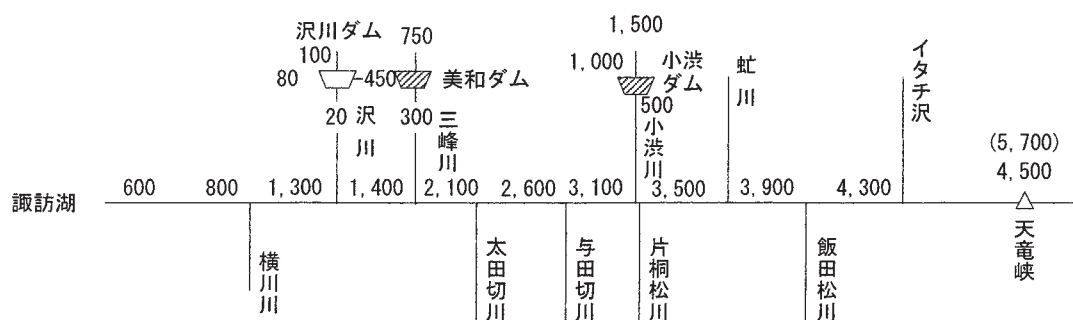 沢川ダム
100
80
20
沢川
750
-450
美和ダム
300
三峰川
1,500
1,000
小渋ダム
500
小渋川
虻川
イタチ沢
(5,700)
4,500
諏訪湖
600 800 1,300 1,400 2,100 2,600 3,100 3,500 3,900 4,300
横川川
太田切川
与田切川
片桐松川
飯田松川
天竜峡